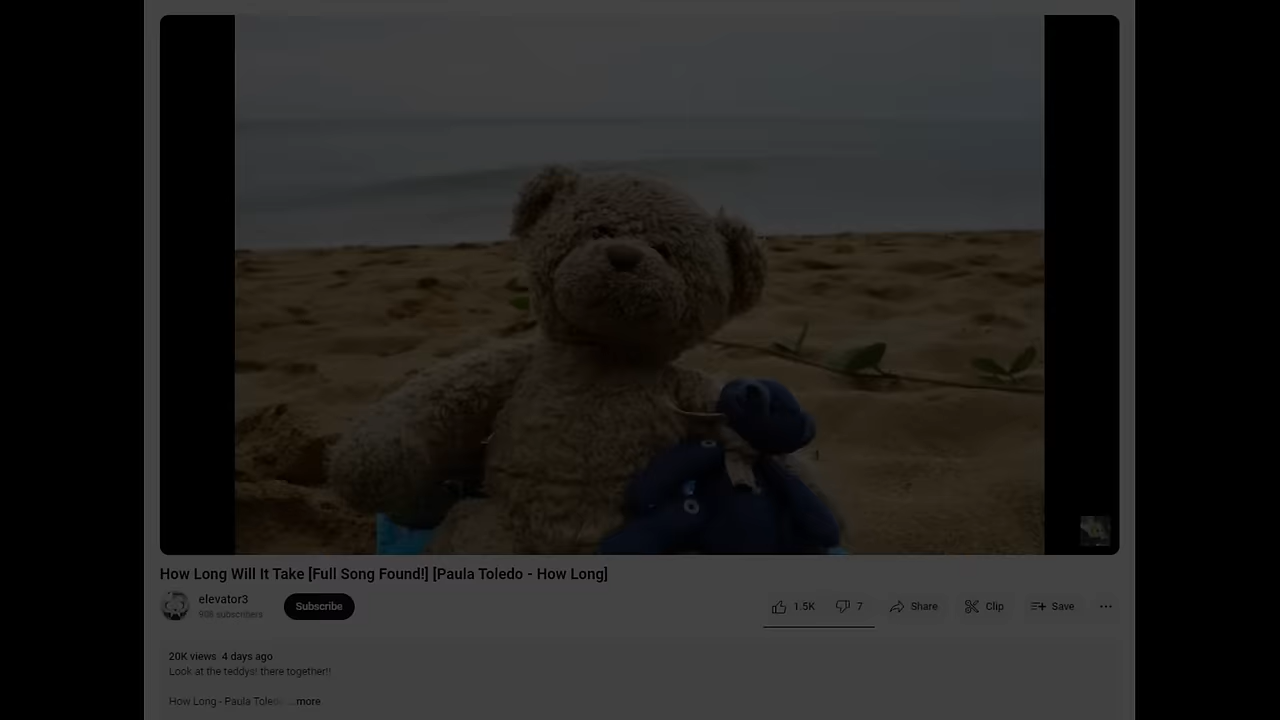 How Long Will It Take [Full Song Found!] [Paula Toledo - How Long]
elevator3
908 subscribers
Subscribe
1.5K
7
Share
Clip
Save
20K views 4 days ago
Look at the teddys! there together!!
How Long - Paula Toledo ...more